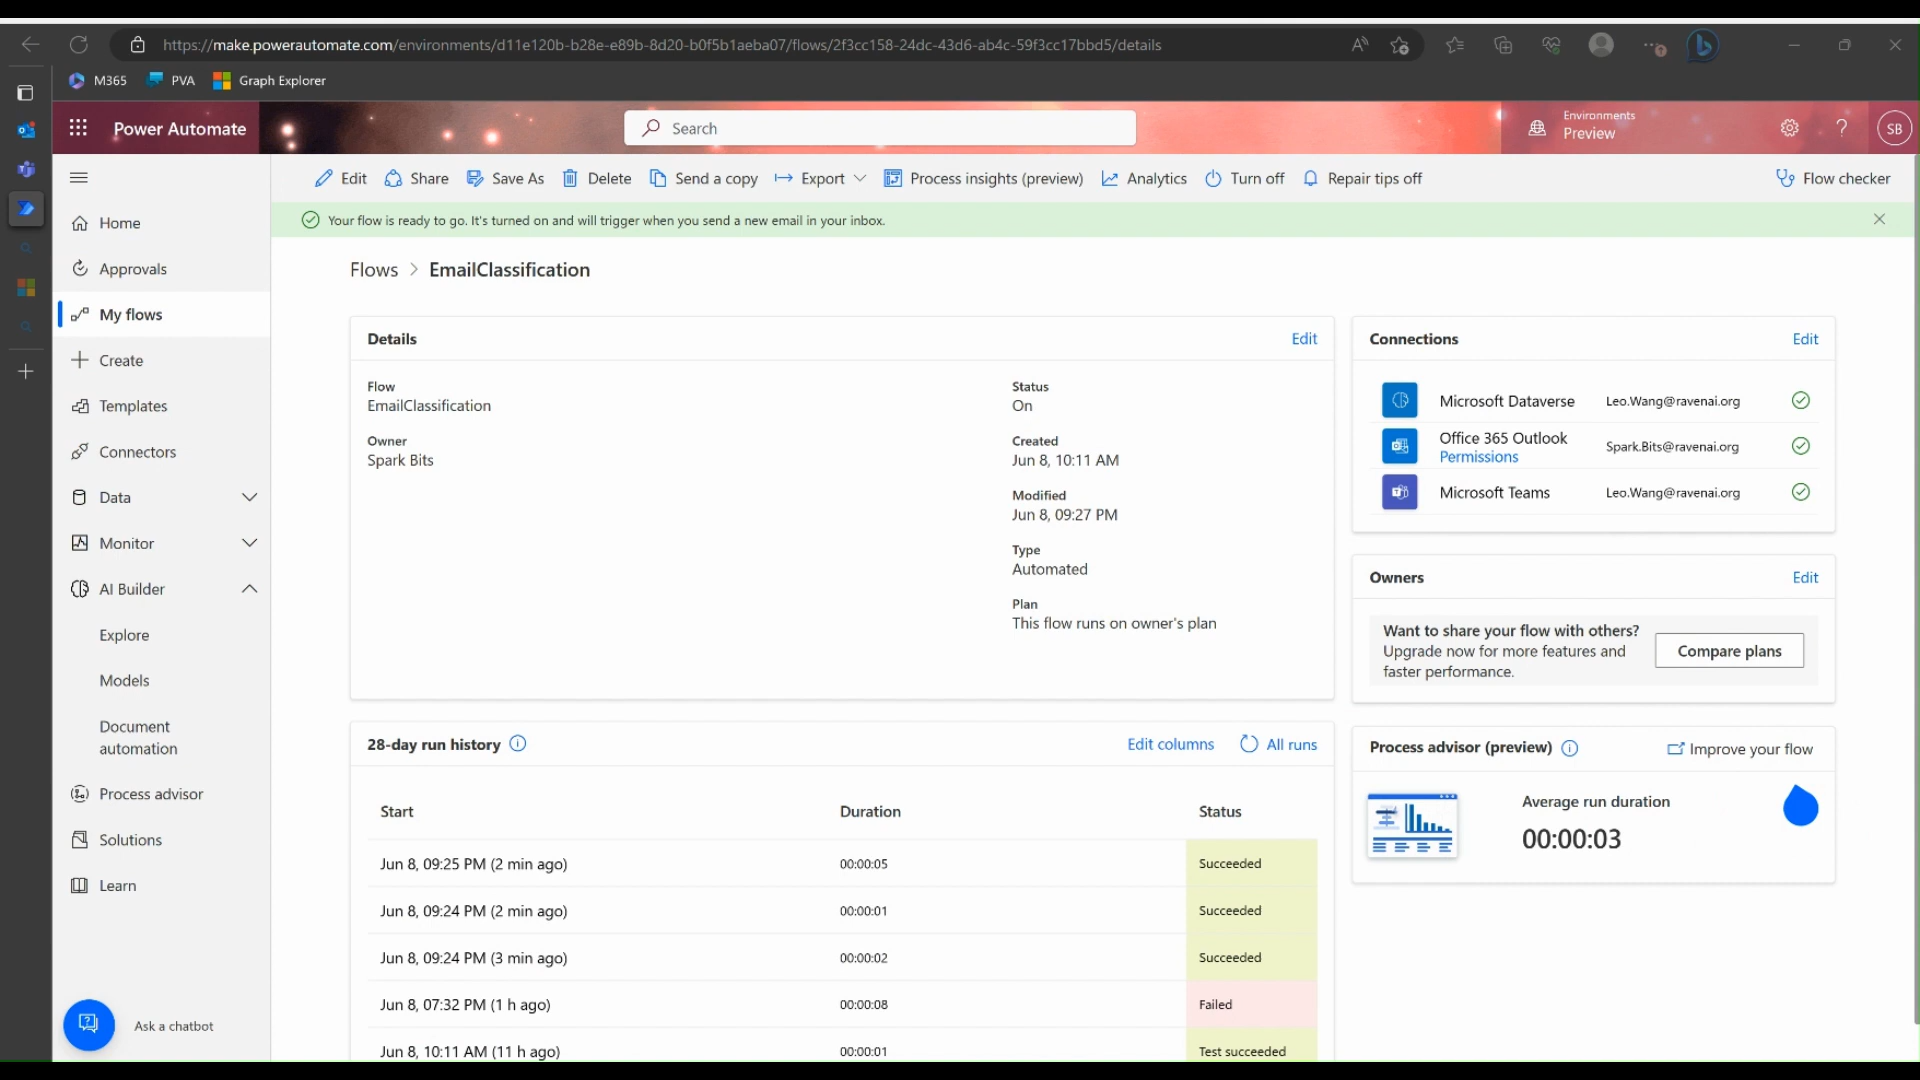 https://make.powerautomate.com/environments/d11e120b-b28e-e89b-8d20-b0f5b1aeba07/flows/2f3cc158-24dc-43d6-ab4c-59f3cc17bbd5/details
M365 PVA Graph Explorer
Power Automate
Search
Environments
Preview
SB
Edit Share Save As Delete Send a copy Export Process insights (preview) Analytics Turn off Repair tips off Flow checker
Your flow is ready to go. It's turned on and will trigger when you send a new email in your inbox.
Home
Approvals
My flows
Create
Templates
Connectors
Data
Monitor
AI Builder
Explore
Models
Document
automation
Process advisor
Solutions
Learn
Ask a chatbot
Flows > EmailClassification
Details Edit
Flow
EmailClassification
Owner
Spark Bits
Status
On
Created
Jun 8, 10:11 AM
Modified
Jun 8, 09:27 PM
Type
Automated
Plan
This flow runs on owner's plan
28-day run history Edit columns All runs
Start Duration Status
Jun 8, 09:25 PM (2 min ago) 00:00:05 Succeeded
Jun 8, 09:24 PM (2 min ago) 00:00:01 Succeeded
Jun 8, 09:24 PM (3 min ago) 00:00:02 Succeeded
Jun 8, 07:32 PM (1 h ago) 00:00:08 Failed
Jun 8, 10:11 AM (11 h ago) 00:00:01 Test succeeded
Connections Edit
Microsoft Dataverse Leo.Wang@ravenai.org
Office 365 Outlook Spark.Bits@ravenai.org
Permissions
Microsoft Teams Leo.Wang@ravenai.org
Owners Edit
Want to share your flow with others?
Upgrade now for more features and
faster performance.
Compare plans
Process advisor (preview) Improve your flow
Average run duration
00:00:03